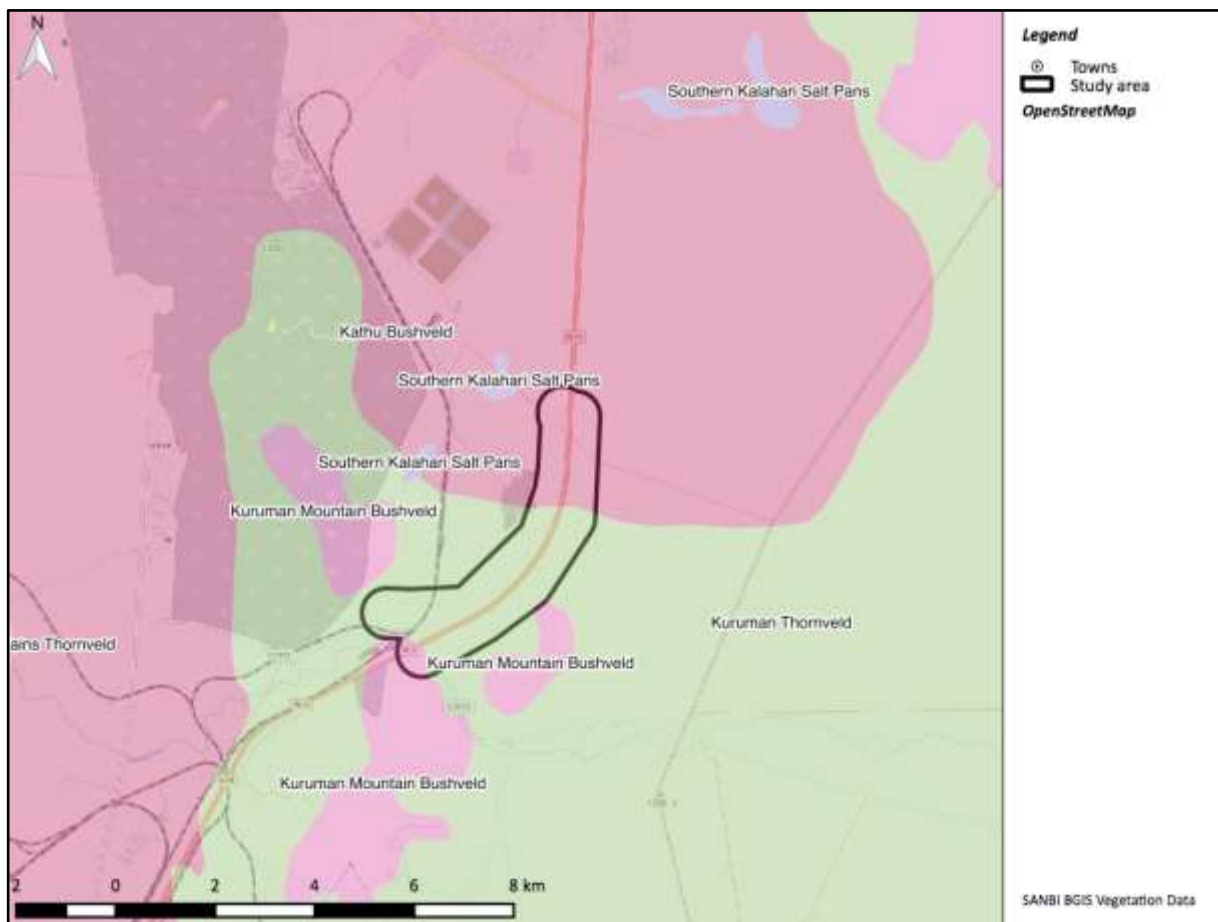 N
Legend
Towns
Study area
OpenStreetMap
Southern Kalahari Salt Pans
Kathu Bushveld
Southern Kalahari Salt Pans
Southern Kalahari Salt Pans
Kuruman Mountain Bushveld
Kuruman Thornveld
ains Thornveld
Kuruman Mountain Bushveld
Kuruman Mountain Bushveld
2 0 2 4 6 8 km
SANBI BGIS Vegetation Data